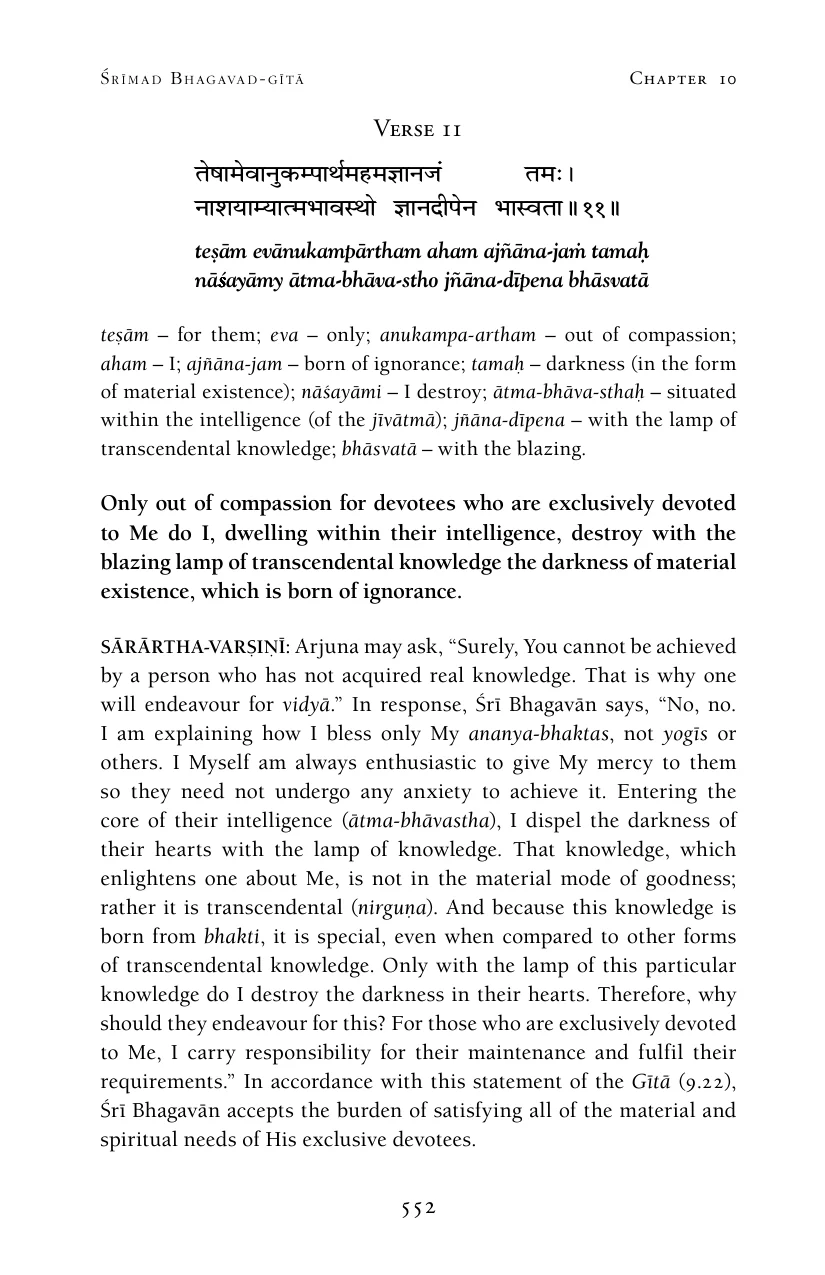 Śrīmad Bhagavad-gītā Chapter 10
Verse 11
तेषामेवानुकम्पार्थमहमज्ञानजं तमः।
नाशयाम्यात्मभावस्थो ज्ञानदीपेन भास्वता॥११॥
teṣām evānukampārtham aham ajñāna-jaṁ tamaḥ
nāśayāmy ātma-bhāva-stho jñāna-dīpena bhāsvatā
teṣām – for them; eva – only; anukampa-artham – out of compassion;
aham – I; ajñāna-jam – born of ignorance; tamaḥ – darkness (in the form
of material existence); nāśayāmi – I destroy; ātma-bhāva-sthaḥ – situated
within the intelligence (of the jīvātmā); jñāna-dīpena – with the lamp of
transcendental knowledge; bhāsvatā – with the blazing.
Only out of compassion for devotees who are exclusively devoted
to Me do I, dwelling within their intelligence, destroy with the
blazing lamp of transcendental knowledge the darkness of material
existence, which is born of ignorance.
SĀRĀRTHA-VARṢIṆĪ: Arjuna may ask, “Surely, You cannot be achieved
by a person who has not acquired real knowledge. That is why one
will endeavour for vidyā.” In response, Śrī Bhagavān says, “No, no.
I am explaining how I bless only My ananya-bhaktas, not yogīs or
others. I Myself am always enthusiastic to give My mercy to them
so they need not undergo any anxiety to achieve it. Entering the
core of their intelligence (ātma-bhāvastha), I dispel the darkness of
their hearts with the lamp of knowledge. That knowledge, which
enlightens one about Me, is not in the material mode of goodness;
rather it is transcendental (nirguṇa). And because this knowledge is
born from bhakti, it is special, even when compared to other forms
of transcendental knowledge. Only with the lamp of this particular
knowledge do I destroy the darkness in their hearts. Therefore, why
should they endeavour for this? For those who are exclusively devoted
to Me, I carry responsibility for their maintenance and fulfil their
requirements.” In accordance with this statement of the Gītā (9.22),
Śrī Bhagavān accepts the burden of satisfying all of the material and
spiritual needs of His exclusive devotees.
552